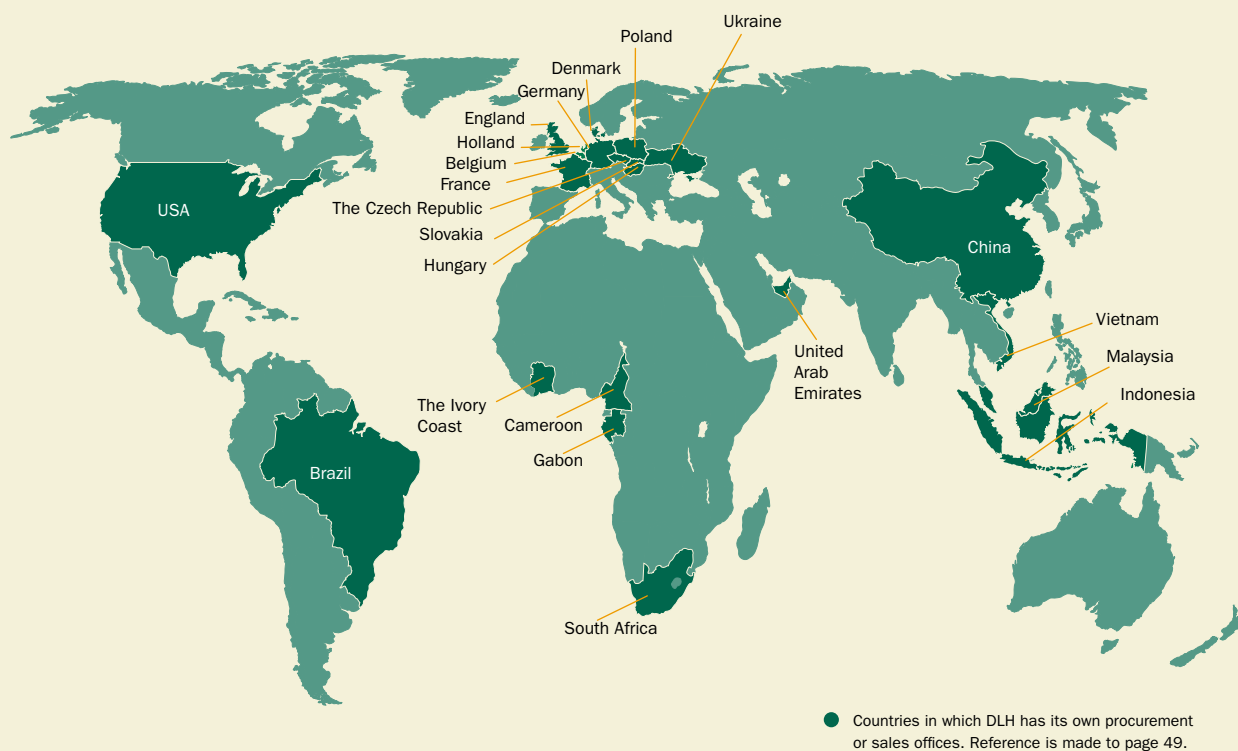 Ukraine
Poland
Denmark
Germany
England
Holland
Belgium
France
The Czech Republic
Slovakia
Hungary
USA
China
Vietnam
Malaysia
Indonesia
United
Arab
Emirates
The Ivory
Coast
Cameroon
Gabon
Brazil
South Africa
Countries in which DLH has its own procurement
or sales offices. Reference is made to page 49.